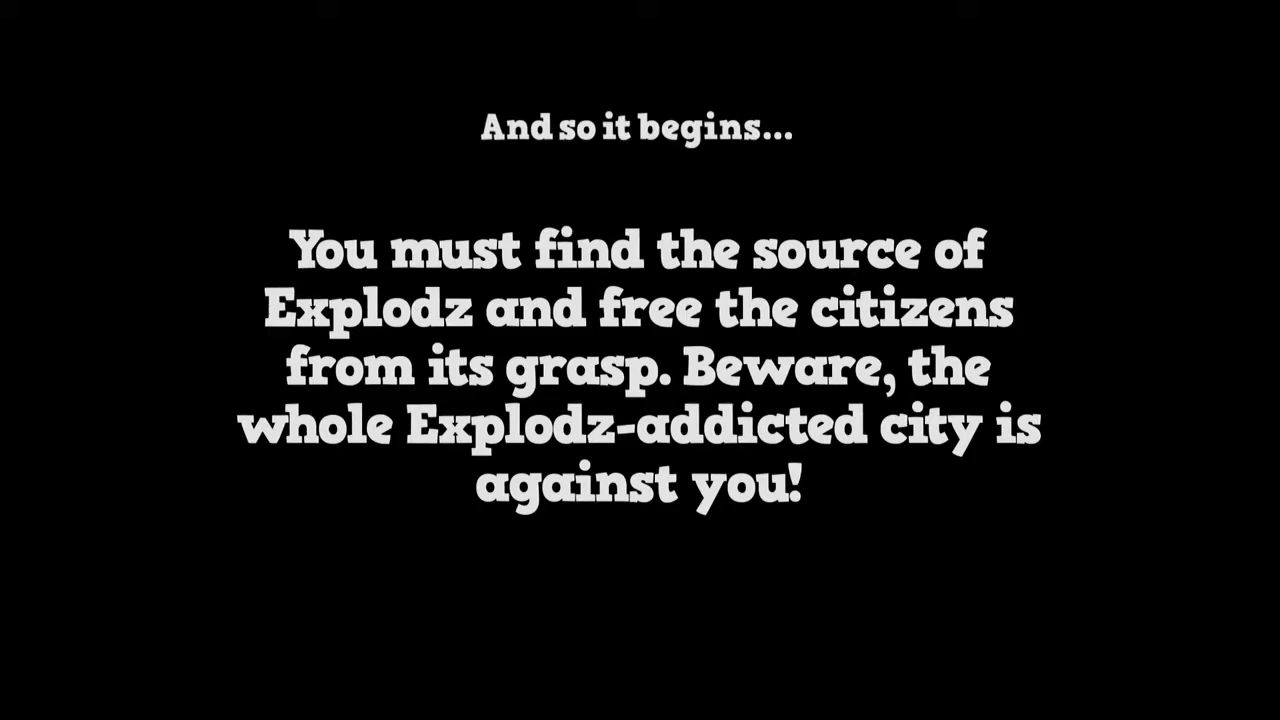 And so it begins...
You must find the source of
Explodz and free the citizens
from its grasp. Beware, the
whole Explodz-addicted city is
against you!